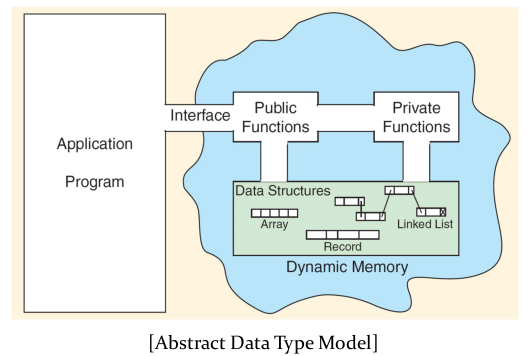 Application
Program
Interface
Public
Functions
Private
Functions
Data Structures
Array
Record
Linked List
Dynamic Memory
[Abstract Data Type Model]